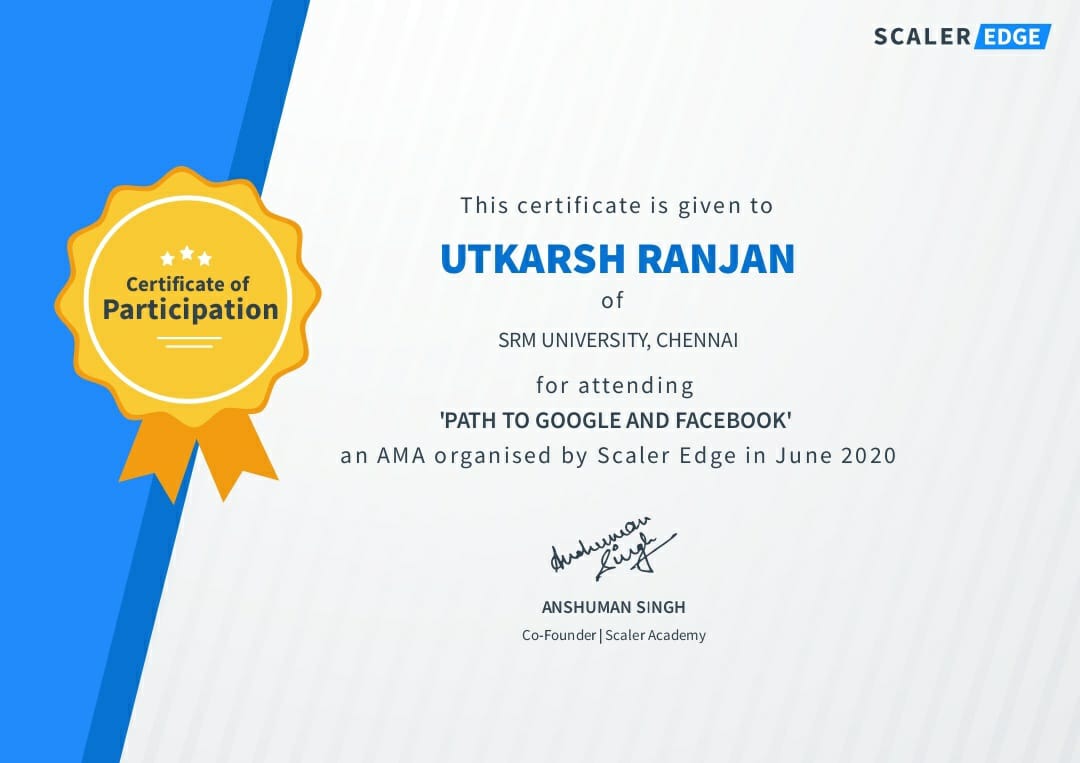 SCALER EDGE
Certificate of
Participation
This certificate is given to
UTKARSH RANJAN
of
SRM UNIVERSITY, CHENNAI
for attending
'PATH TO GOOGLE AND FACEBOOK'
an AMA organised by Scaler Edge in June 2020
Anshuman
Singh
ANSHUMAN SINGH
Co-Founder | Scaler Academy